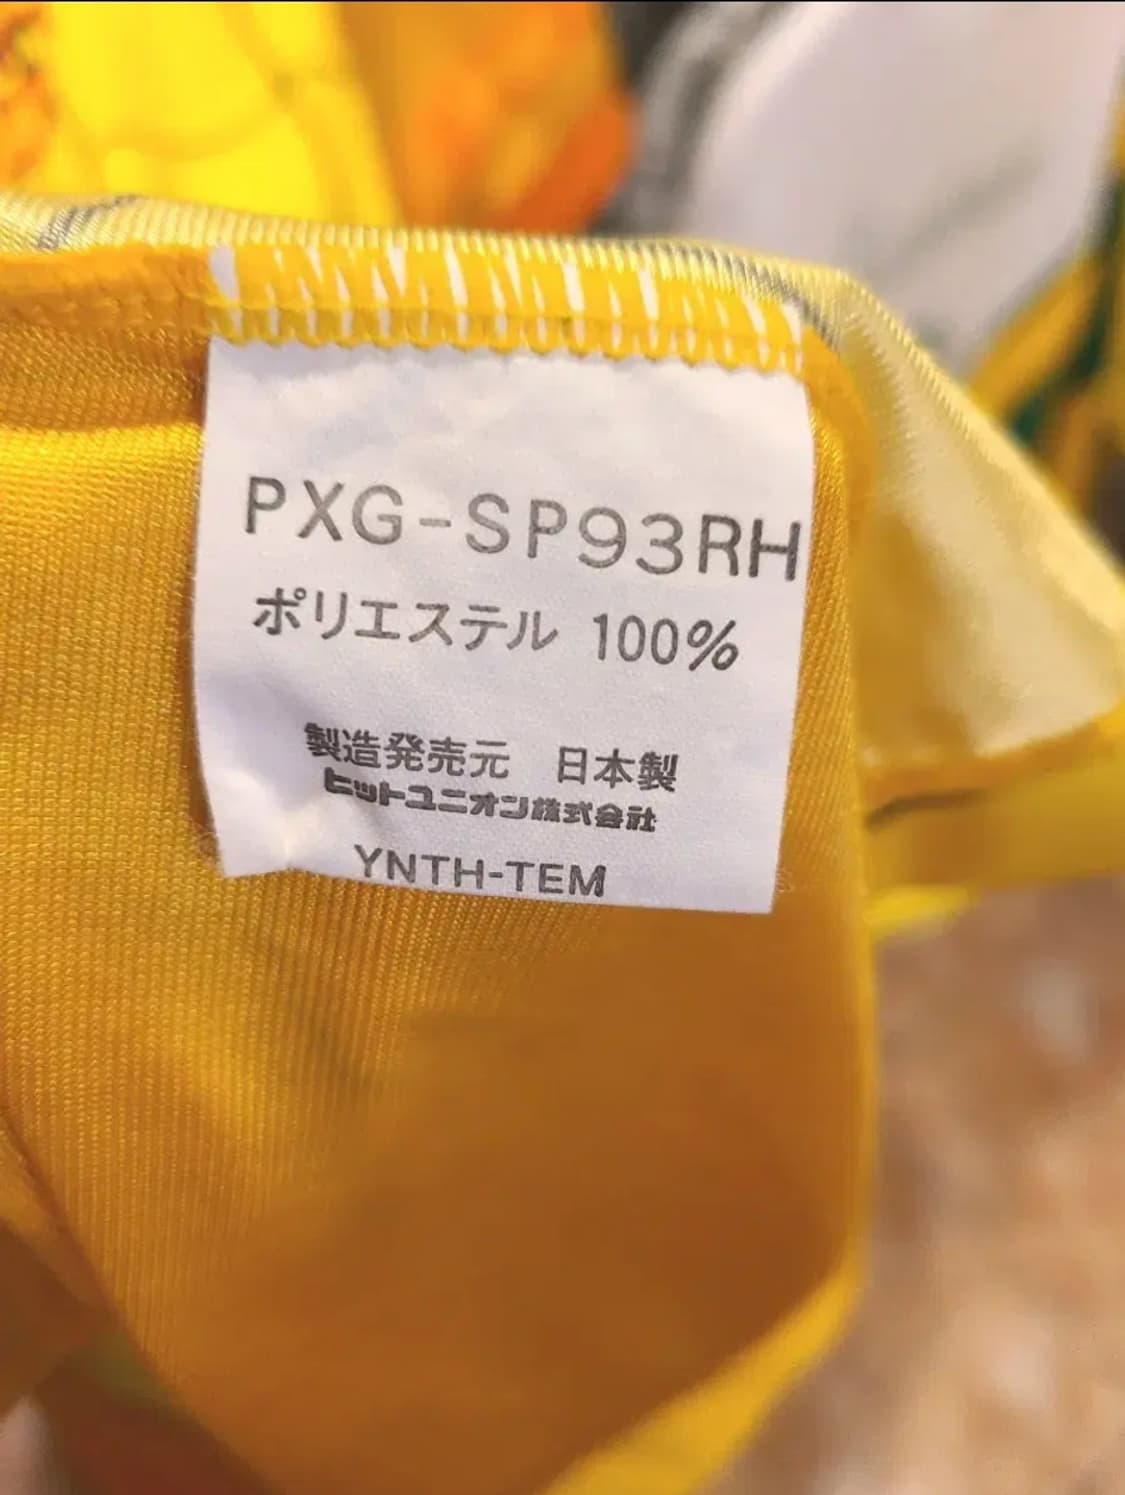 PXG-SP93RH
ポリエステル 100%
製造発売元 日本製
ヒットユニオン株式会社
YNTH-TEM